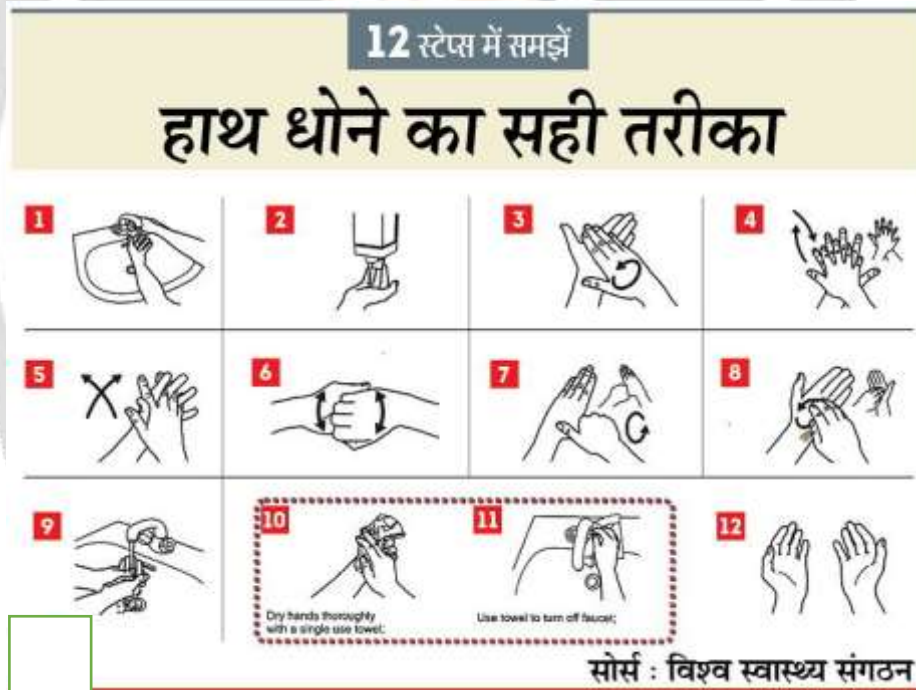 12 स्टेप्स में समझें
हाथ धोने का सही तरीका
1
2
3
4
5
6
7
8
9
10
11
12
Dry hands thoroughly
with a single use towel;
Use towel to turn off faucet;
सोर्स : विश्व स्वास्थ्य संगठन